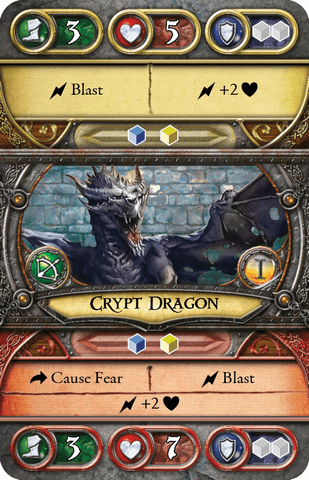 3 5
Blast +2
CRYPT DRAGON
I
Cause Fear Blast
+2
3 7